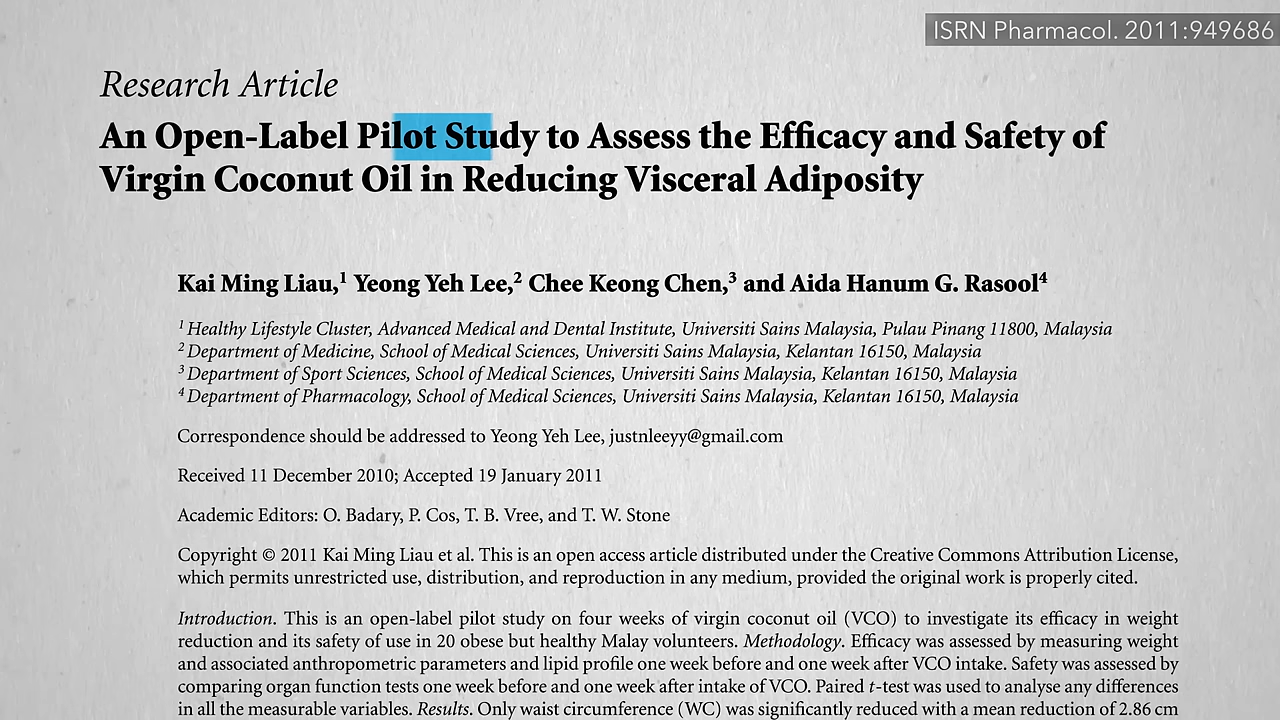 ISRN Pharmacol. 2011:949686
Research Article
An Open-Label Pilot Study to Assess the Efficacy and Safety of
Virgin Coconut Oil in Reducing Visceral Adiposity
Kai Ming Liau,1 Yeong Yeh Lee,2 Chee Keong Chen,3 and Aida Hanum G. Rasool4
1 Healthy Lifestyle Cluster, Advanced Medical and Dental Institute, Universiti Sains Malaysia, Pulau Pinang 11800, Malaysia
2 Department of Medicine, School of Medical Sciences, Universiti Sains Malaysia, Kelantan 16150, Malaysia
3 Department of Sport Sciences, School of Medical Sciences, Universiti Sains Malaysia, Kelantan 16150, Malaysia
4 Department of Pharmacology, School of Medical Sciences, Universiti Sains Malaysia, Kelantan 16150, Malaysia
Correspondence should be addressed to Yeong Yeh Lee, justnleeyy@gmail.com
Received 11 December 2010; Accepted 19 January 2011
Academic Editors: O. Badary, P. Cos, T. B. Vree, and T. W. Stone
Copyright © 2011 Kai Ming Liau et al. This is an open access article distributed under the Creative Commons Attribution License,
which permits unrestricted use, distribution, and reproduction in any medium, provided the original work is properly cited.
Introduction. This is an open-label pilot study on four weeks of virgin coconut oil (VCO) to investigate its efficacy in weight
reduction and its safety of use in 20 obese but healthy Malay volunteers. Methodology. Efficacy was assessed by measuring weight
and associated anthropometric parameters and lipid profile one week before and one week after VCO intake. Safety was assessed by
comparing organ function tests one week before and one week after intake of VCO. Paired t-test was used to analyse any differences
in all the measurable variables. Results. Only waist circumference (WC) was significantly reduced with a mean reduction of 2.86 cm